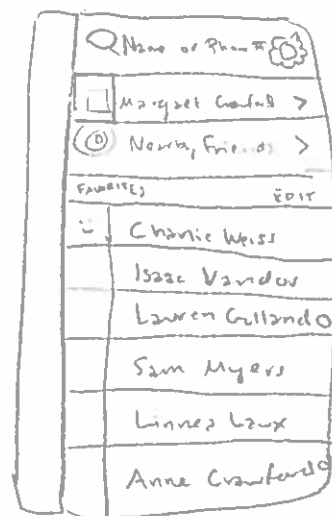 Name or Phone #
Margaet Crawford >
Nearby Friends >
FAVORITES EDIT
Charlie Weiss
Isaac Vandor
Lauren Gulland
Sam Myers
Linnea Laux
Anne Crawford